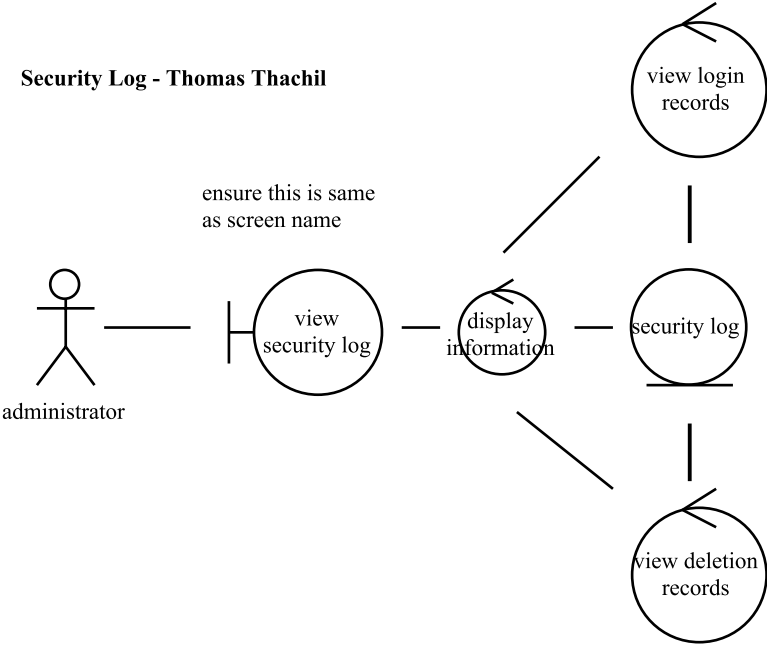 Security Log - Thomas Thachil
view login
records
ensure this is same
as screen name
view
security log
display
information
security log
administrator
view deletion
records